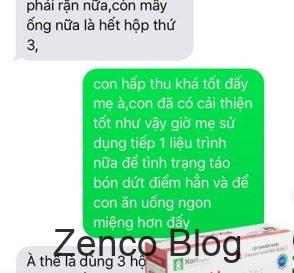 phải rặn nữa,còn mấy
ống nữa là hết hộp thứ
3,
con hấp thu khá tốt đấy
mẹ à,con đã có cải thiện
tốt như vậy giờ mẹ sử
dụng tiếp 1 liệu trình
nữa để tình trạng táo
bón dứt điểm hẳn và để
con ăn uống ngon
miệng hơn đấy
À thế là dùng 3 hộ
Zenco Blog